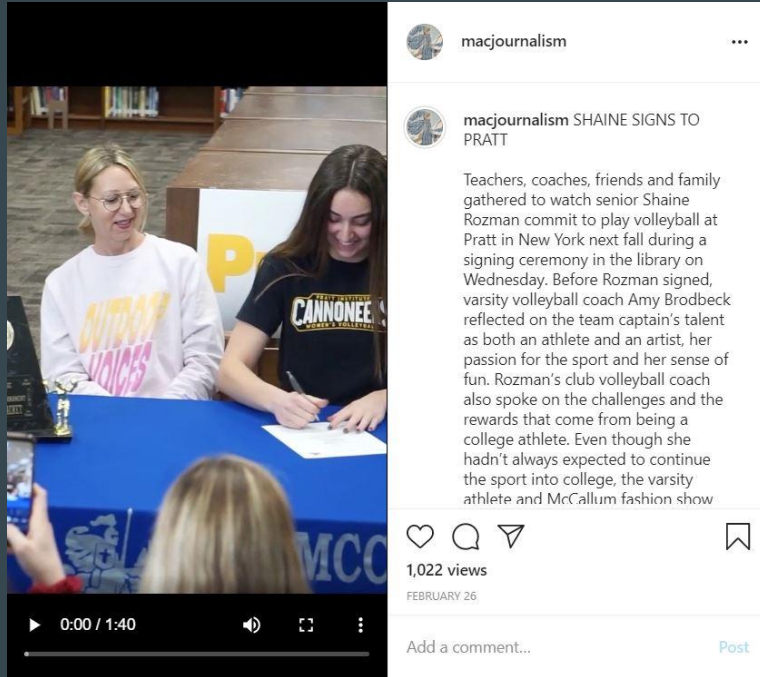 macjournalism
macjournalism SHAINE SIGNS TO
PRATT
Teachers, coaches, friends and family
gathered to watch senior Shaine
Rozman commit to play volleyball at
Pratt in New York next fall during a
signing ceremony in the library on
Wednesday. Before Rozman signed,
varsity volleyball coach Amy Brodbeck
reflected on the team captain’s talent
as both an athlete and an artist, her
passion for the sport and her sense of
fun. Rozman’s club volleyball coach
also spoke on the challenges and the
rewards that come from being a
college athlete. Even though she
hadn’t always expected to continue
the sport into college, the varsity
athlete and McCallum fashion show
1,022 views
FEBRUARY 26
Add a comment... Post
P
OUTDOOR
VOICES
PRATT INSTITUTE
CANNONEE
WOMEN'S VOLLEYBA
MCC
0:00 / 1:40